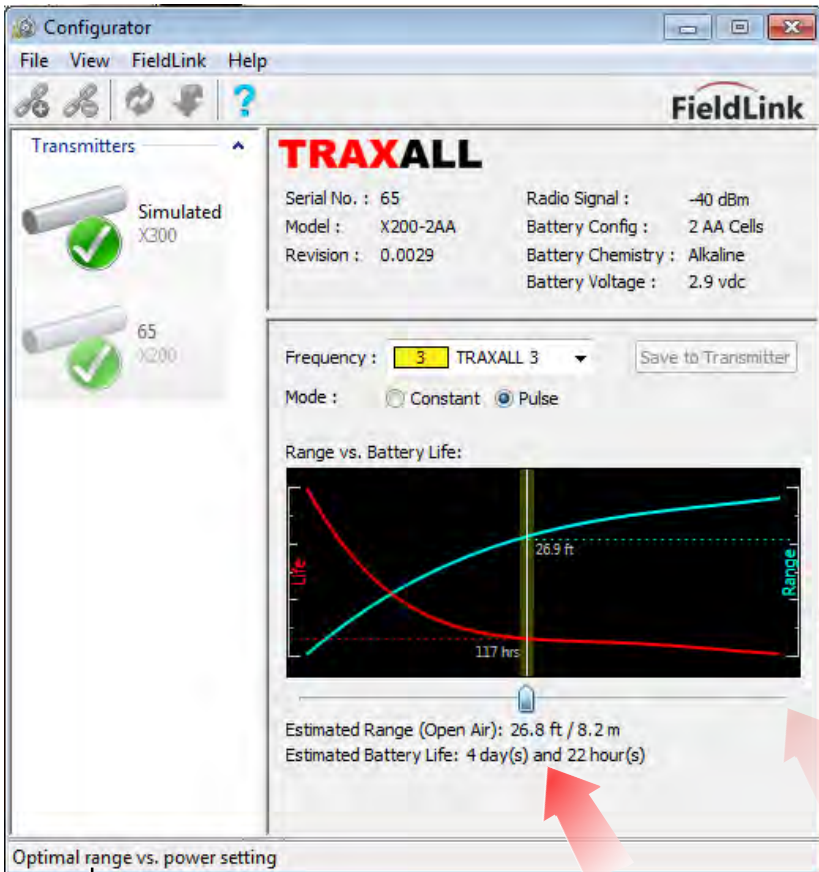 Configurator
File View FieldLink Help
?
FieldLink
Transmitters
Simulated
X300
65
X200
TRAXALL
Serial No. : 65
Model : X200-2AA
Revision : 0.0029
Radio Signal : -40 dBm
Battery Config : 2 AA Cells
Battery Chemistry : Alkaline
Battery Voltage : 2.9 vdc
Frequency : 3 TRAXALL 3
Save to Transmitter
Mode : Constant Pulse
Range vs. Battery Life:
Life
26.9 ft
Range
117 hrs
Estimated Range (Open Air): 26.8 ft / 8.2 m
Estimated Battery Life: 4 day(s) and 22 hour(s)
Optimal range vs. power setting